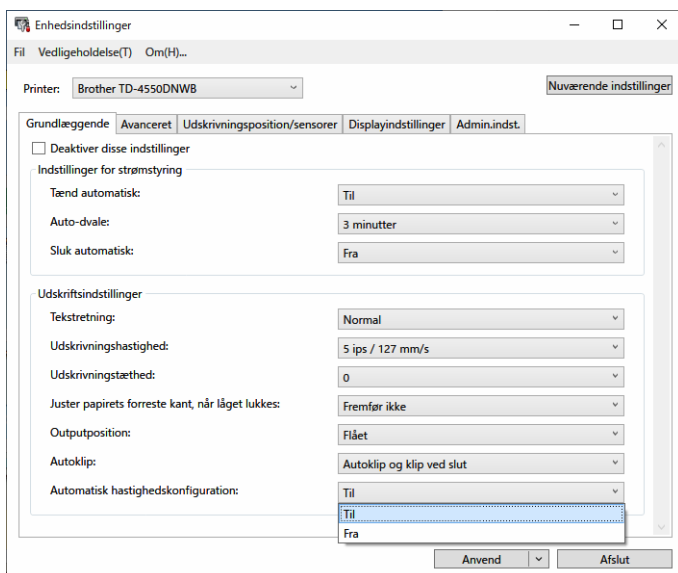 Enhedsindstillinger
Fil Vedligeholdelse(T) Om(H)...
Printer: Brother TD-4550DNWB Nuværende indstillinger
Grundlæggende Avanceret Udskrivningsposition/sensorer Displayindstillinger Admin.indst.
Deaktiver disse indstillinger
Indstillinger for strømstyring
Tænd automatisk: Til
Auto-dvale: 3 minutter
Sluk automatisk: Fra
Udskriftsindstillinger
Tekstretning: Normal
Udskrivningshastighed: 5 ips / 127 mm/s
Udskrivningstæthed: 0
Juster papirets forreste kant, når låget lukkes: Fremfør ikke
Outputposition: Flået
Autoklip: Autoklip og klip ved slut
Automatisk hastighedskonfiguration: Til
Til
Fra
Anvend Afslut